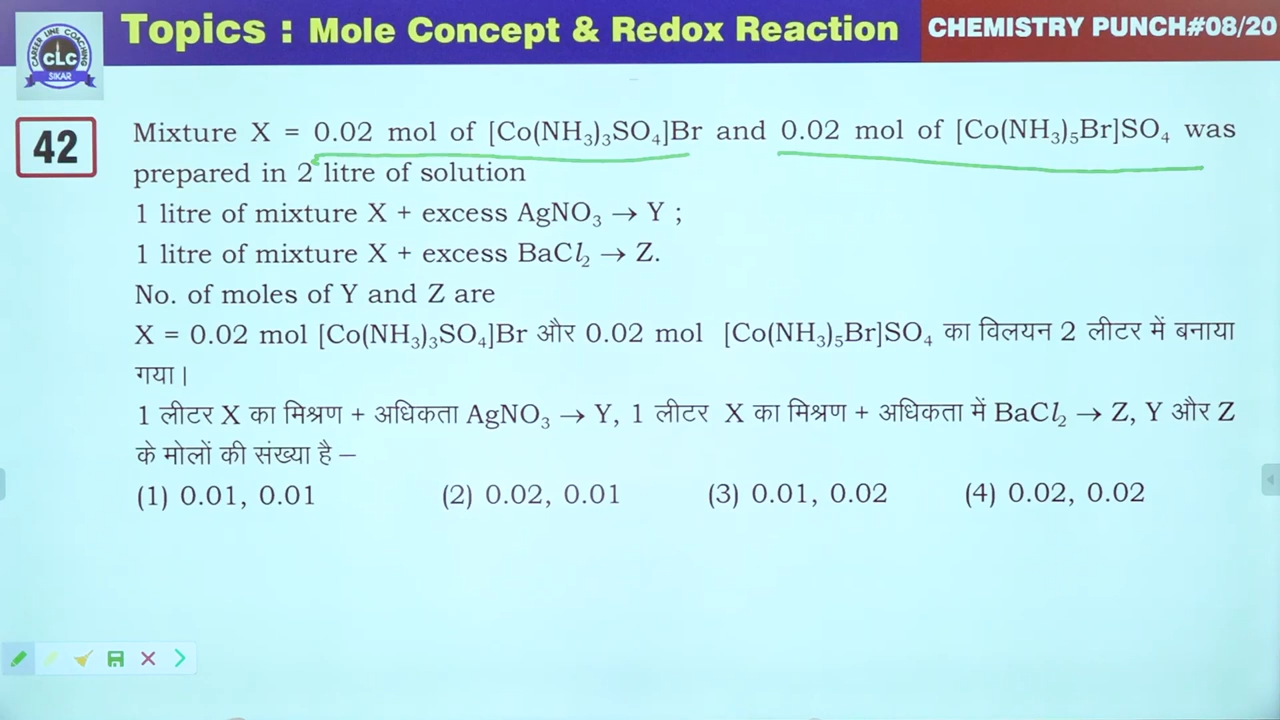 CAREER LINE COACHING
CLC
SIKAR
Topics : Mole Concept & Redox Reaction
CHEMISTRY PUNCH#08/20
42
Mixture X = 0.02 mol of [Co(NH₃)₃SO₄]Br and 0.02 mol of [Co(NH₃)₅Br]SO₄ was
prepared in 2 litre of solution
1 litre of mixture X + excess AgNO₃ → Y ;
1 litre of mixture X + excess BaCl₂ → Z.
No. of moles of Y and Z are
X = 0.02 mol [Co(NH₃)₃SO₄]Br और 0.02 mol [Co(NH₃)₅Br]SO₄ का विलयन 2 लीटर में बनाया
गया।
1 लीटर X का मिश्रण + अधिकता AgNO₃ → Y, 1 लीटर X का मिश्रण + अधिकता में BaCl₂ → Z, Y और Z
के मोलों की संख्या है –
(1) 0.01, 0.01 (2) 0.02, 0.01 (3) 0.01, 0.02 (4) 0.02, 0.02